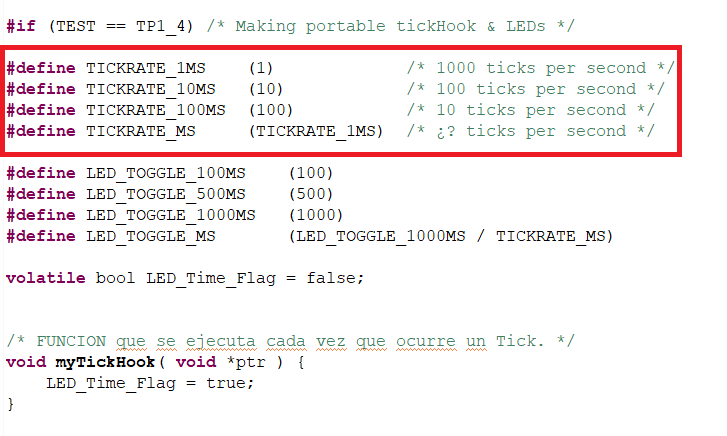 #if (TEST == TP1_4) /* Making portable tickHook & LEDs */
#define TICKRATE_1MS (1) /* 1000 ticks per second */
#define TICKRATE_10MS (10) /* 100 ticks per second */
#define TICKRATE_100MS (100) /* 10 ticks per second */
#define TICKRATE_MS (TICKRATE_1MS) /* ¿? ticks per second */
#define LED_TOGGLE_100MS (100)
#define LED_TOGGLE_500MS (500)
#define LED_TOGGLE_1000MS (1000)
#define LED_TOGGLE_MS (LED_TOGGLE_1000MS / TICKRATE_MS)
volatile bool LED_Time_Flag = false;
/* FUNCION que se ejecuta cada vez que ocurre un Tick. */
void myTickHook( void *ptr ) {
LED_Time_Flag = true;
}